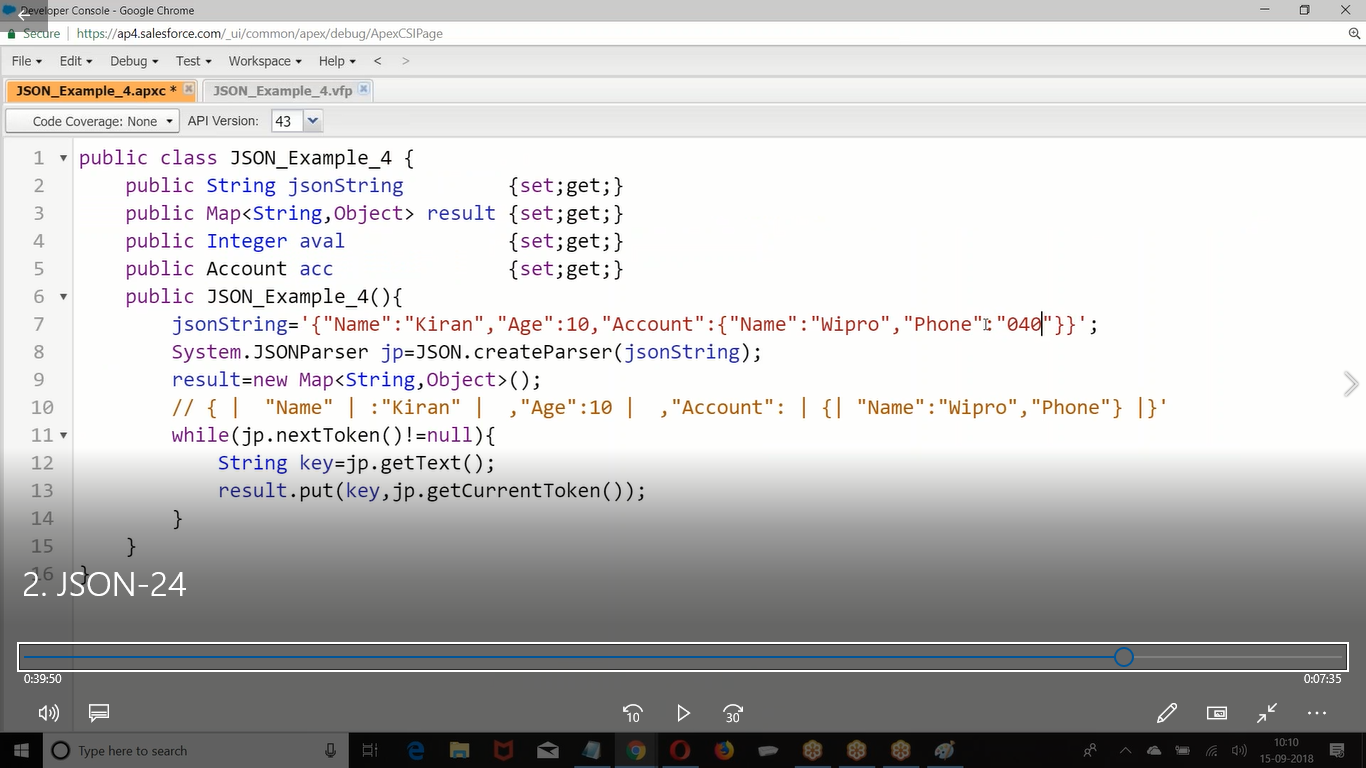 Developer Console - Google Chrome
Secure | https://ap4.salesforce.com/_ui/common/apex/debug/ApexCSIPage
File Edit Debug Test Workspace Help < >
JSON_Example_4.apxc * JSON_Example_4.vfp
Code Coverage: None API Version: 43
1 public class JSON_Example_4 {
2 public String jsonString {set;get;}
3 public Map<String,Object> result {set;get;}
4 public Integer aval {set;get;}
5 public Account acc {set;get;}
6 public JSON_Example_4(){
7 jsonString='{"Name":"Kiran","Age":10,"Account":{"Name":"Wipro","Phone":"040"}}';
8 System.JSONParser jp=JSON.createParser(jsonString);
9 result=new Map<String,Object>();
10 // { | "Name" | :"Kiran" | ,"Age":10 | ,"Account": | {| "Name":"Wipro","Phone"} |}'
11 while(jp.nextToken()!=null){
12 String key=jp.getText();
13 result.put(key,jp.getCurrentToken());
14 }
15 }
16 }
2. JSON-24
0:39:50 0:07:35
10 30
Type here to search
10:10
15-09-2018